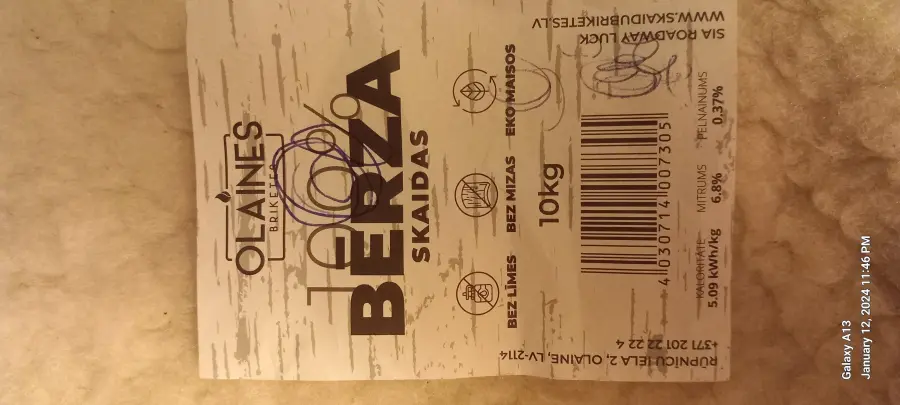 OLAINES
BRIKETES
100%
BĒRZA
SKAIDAS
BEZ LĪMES
BEZ MIZAS
EKO MAISOS
10kg
4 030714 007305
KALORITĀTE
5.09 kWh/kg
MITRUMS
6.8%
PELNAINUMS
0.37%
RŪPNĪCU IELA 2, OLAINE, LV-2114
+371 201 22 22 4
SIA ROADWAY LUCK
WWW.SKAIDUBRIKETES.LV
Galaxy A13
January 12, 2024 11:46 PM